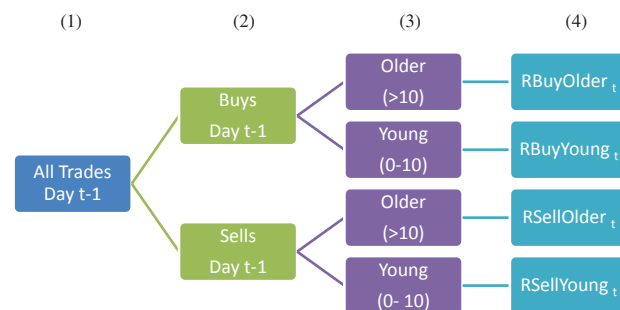 (1) (2) (3) (4)
Older
(>10)
RBuyOlder t
Buys
Day t-1
Young
(0-10)
RBuyYoung t
All Trades
Day t-1
Older
(>10)
RSellOlder t
Sells
Day t-1
Young
(0- 10)
RSellYoung t